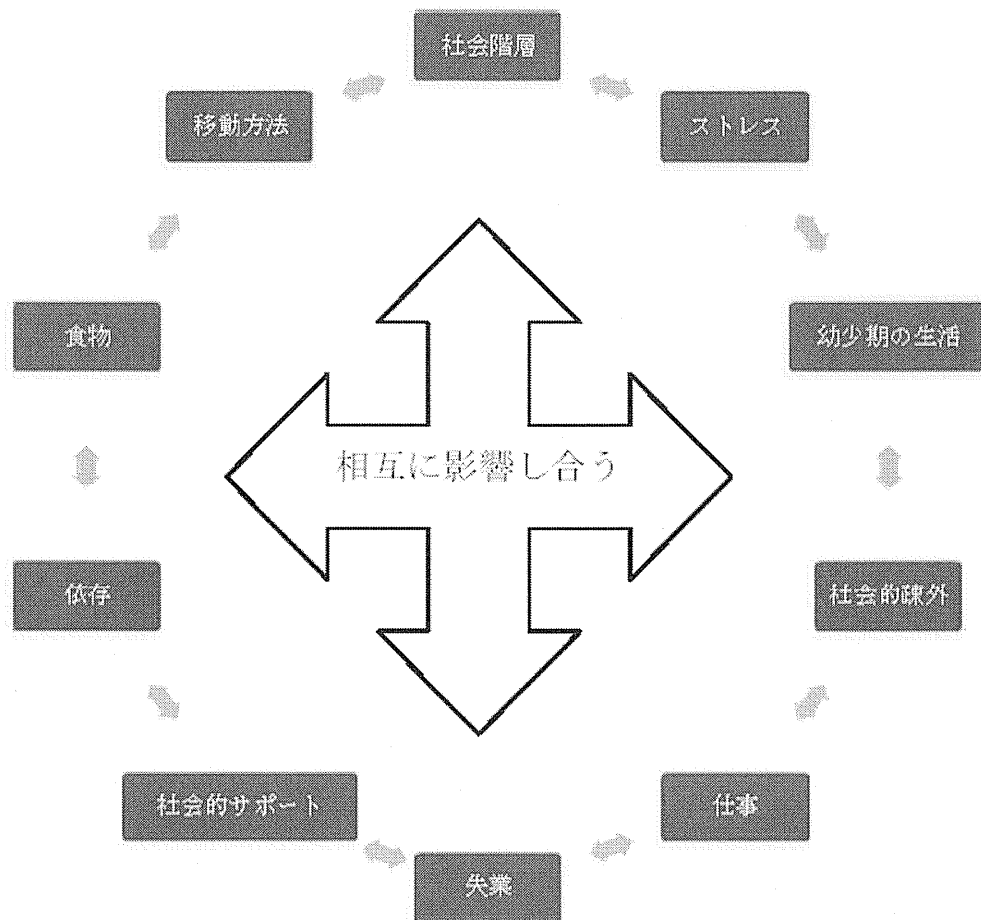 社会階層
ストレス
幼少期の生活
社会的疎外
仕事
失業
社会的サポート
依存
食物
移動方法
相互に影響し合う